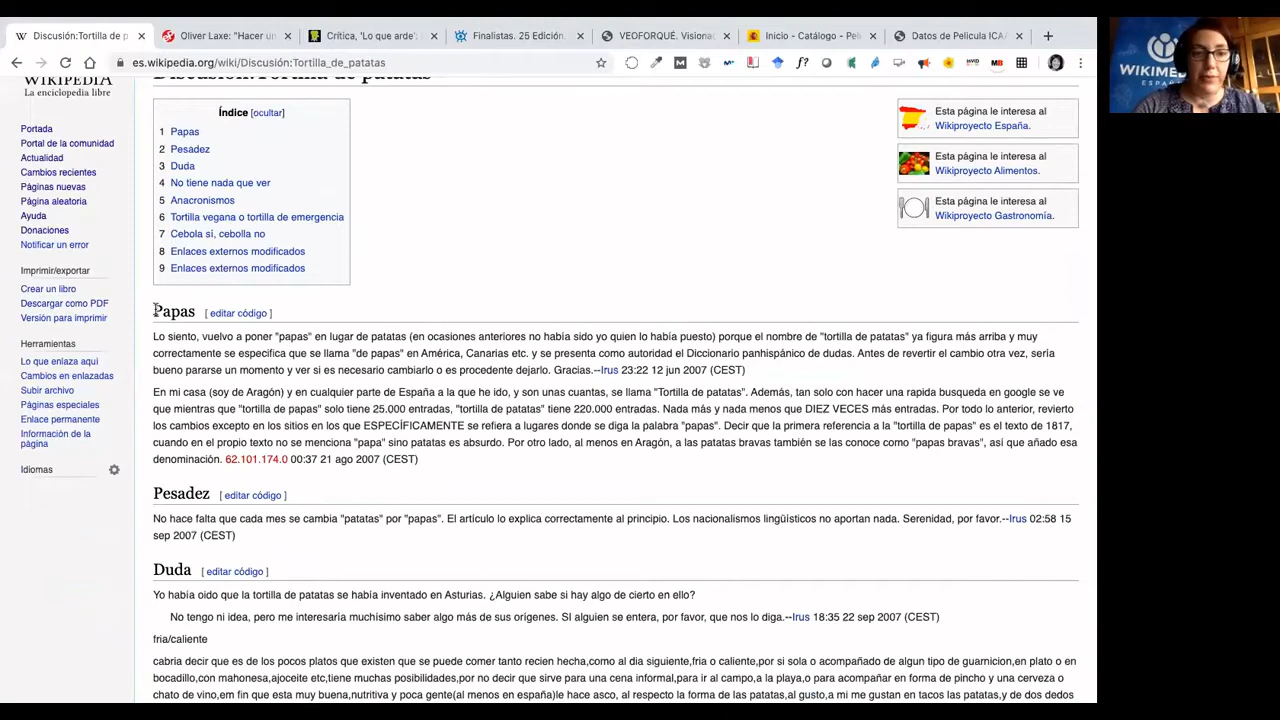 Discusión:Tortilla de p
Oliver Laxe: "Hacer un
Crítica, 'Lo que arde':
Finalistas. 25 Edición,
VEOFORQUÉ. Visiona
Inicio - Catálogo - Pel
Datos de Película ICA/
es.wikipedia.org/wiki/Discusión:Tortilla_de_patatas
WIKIMEDIA
ESPAÑA
WIKIPEDIA
La enciclopedia libre
Discusión:Tortilla de patatas
Portada
Portal de la comunidad
Actualidad
Cambios recientes
Páginas nuevas
Página aleatoria
Ayuda
Donaciones
Notificar un error
Imprimir/exportar
Crear un libro
Descargar como PDF
Versión para imprimir
Herramientas
Lo que enlaza aquí
Cambios en enlazadas
Subir archivo
Páginas especiales
Enlace permanente
Información de la
página
Idiomas
Índice [ocultar]
1 Papas
2 Pesadez
3 Duda
4 No tiene nada que ver
5 Anacronismos
6 Tortilla vegana o tortilla de emergencia
7 Cebola sí, cebolla no
8 Enlaces externos modificados
9 Enlaces externos modificados
Esta página le interesa al
Wikiproyecto España.
Esta página le interesa al
Wikiproyecto Alimentos.
Esta página le interesa al
Wikiproyecto Gastronomía.
Papas [ editar código ]
Lo siento, vuelvo a poner "papas" en lugar de patatas (en ocasiones anteriores no había sido yo quien lo había puesto) porque el nombre de "tortilla de patatas" ya figura más arriba y muy
correctamente se especifica que se llama "de papas" en América, Canarias etc. y se presenta como autoridad el Diccionario panhispánico de dudas. Antes de revertir el cambio otra vez, sería
bueno pararse un momento y ver si es necesario cambiarlo o es procedente dejarlo. Gracias.--Irus 23:22 12 jun 2007 (CEST)
En mi casa (soy de Aragón) y en cualquier parte de España a la que he ido, y son unas cuantas, se llama "Tortilla de patatas". Además, tan solo con hacer una rapida busqueda en google se ve
que mientras que "tortilla de papas" solo tiene 25.000 entradas, "tortilla de patatas" tiene 220.000 entradas. Nada más y nada menos que DIEZ VECES más entradas. Por todo lo anterior, revierto
los cambios excepto en los sitios en los que ESPECÍFICAMENTE se refiera a lugares donde se diga la palabra "papas". Decir que la primera referencia a la "tortilla de papas" es el texto de 1817,
cuando en el propio texto no se menciona "papa" sino patatas es absurdo. Por otro lado, al menos en Aragón, a las patatas bravas también se las conoce como "papas bravas", así que añado esa
denominación. 62.101.174.0 00:37 21 ago 2007 (CEST)
Pesadez [ editar código ]
No hace falta que cada mes se cambia "patatas" por "papas". El artículo lo explica correctamente al principio. Los nacionalismos lingüísticos no aportan nada. Serenidad, por favor.--Irus 02:58 15
sep 2007 (CEST)
Duda [ editar código ]
Yo había oido que la tortilla de patatas se había inventado en Asturias. ¿Alguien sabe si hay algo de cierto en ello?
No tengo ni idea, pero me interesaría muchísimo saber algo más de sus orígenes. SI alguien se entera, por favor, que nos lo diga.--Irus 18:35 22 sep 2007 (CEST)
fria/caliente
cabria decir que es de los pocos platos que existen que se puede comer tanto recien hecha,como al dia siguiente,fria o caliente,por si sola o acompañado de algun tipo de guarnicion,en plato o en
bocadillo,con mahonesa,ajoceite etc,tiene muchas posibilidades,por no decir que sirve para una cena informal,para ir al campo,a la playa,o para acompañar en forma de pincho y una cerveza o
chato de vino,em fin que esta muy buena,nutritiva y poca gente(al menos en españa)le hace asco, al respecto la forma de las patatas,al gusto,a mi me gustan en tacos las patatas,y de dos dedos